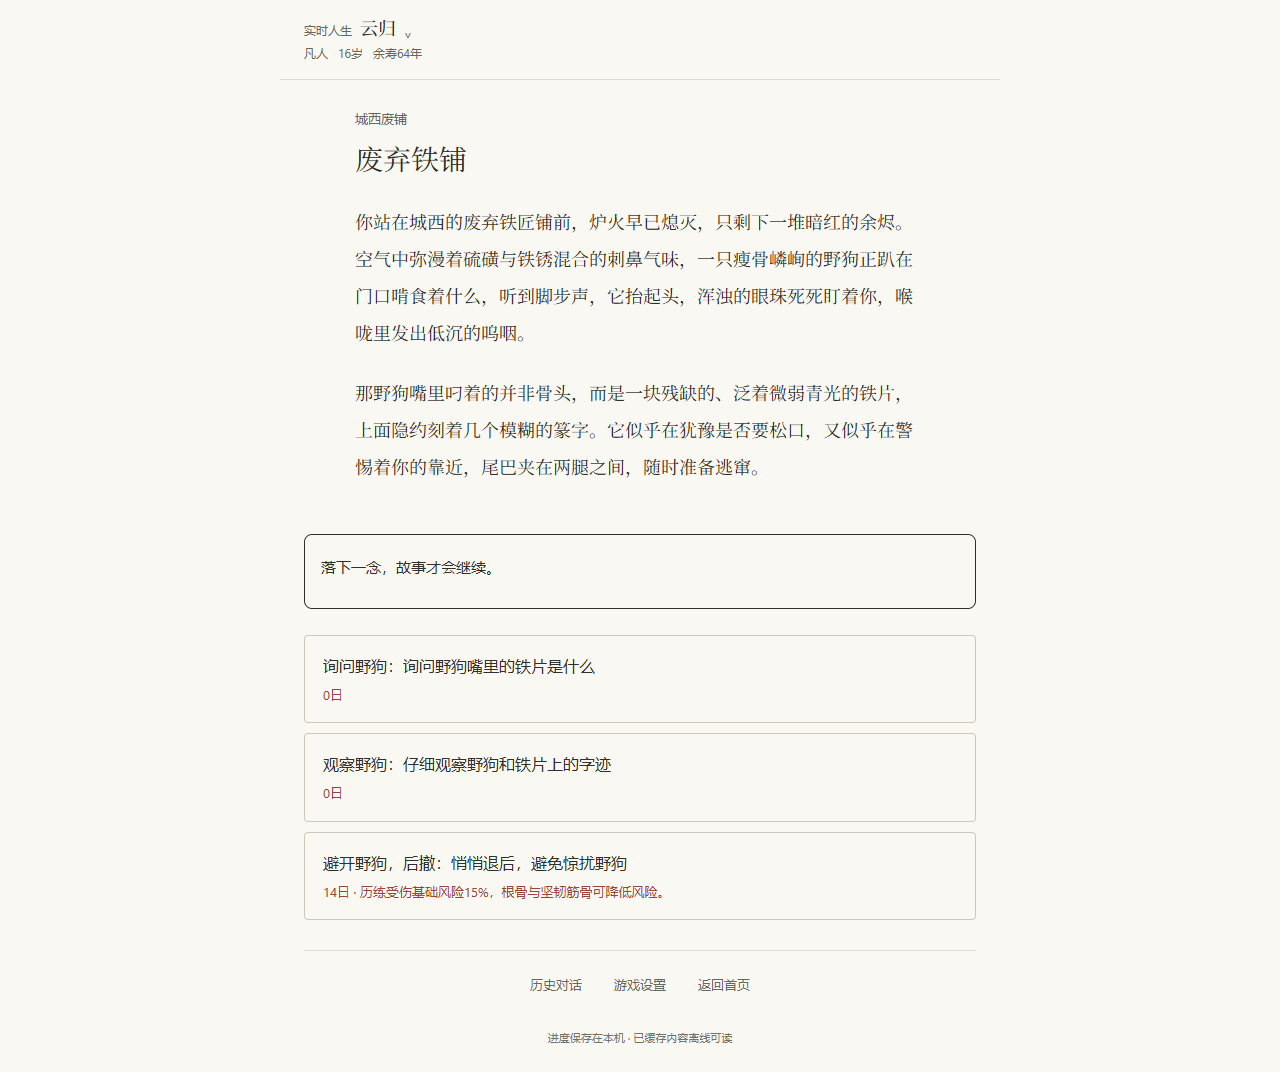 实时人生 云归 ∨
凡人 16岁 余寿64年
城西废铺
废弃铁铺
你站在城西的废弃铁匠铺前，炉火早已熄灭，只剩下一堆暗红的余烬。
空气中弥漫着硫磺与铁锈混合的刺鼻气味，一只瘦骨嶙峋的野狗正趴在
门口啃食着什么，听到脚步声，它抬起头，浑浊的眼珠死死盯着你，喉
咙里发出低沉的呜咽。
那野狗嘴里叼着的并非骨头，而是一块残缺的、泛着微弱青光的铁片，
上面隐约刻着几个模糊的篆字。它似乎在犹豫是否要松口，又似乎在警
惕着你的靠近，尾巴夹在两腿之间，随时准备逃窜。
落下一念，故事才会继续。
询问野狗：询问野狗嘴里的铁片是什么
0日
观察野狗：仔细观察野狗和铁片上的字迹
0日
避开野狗，后撤：悄悄退后，避免惊扰野狗
14日 · 历练受伤基础风险15%，根骨与坚韧筋骨可降低风险。
历史对话 游戏设置 返回首页
进度保存在本机 · 已缓存内容离线可读